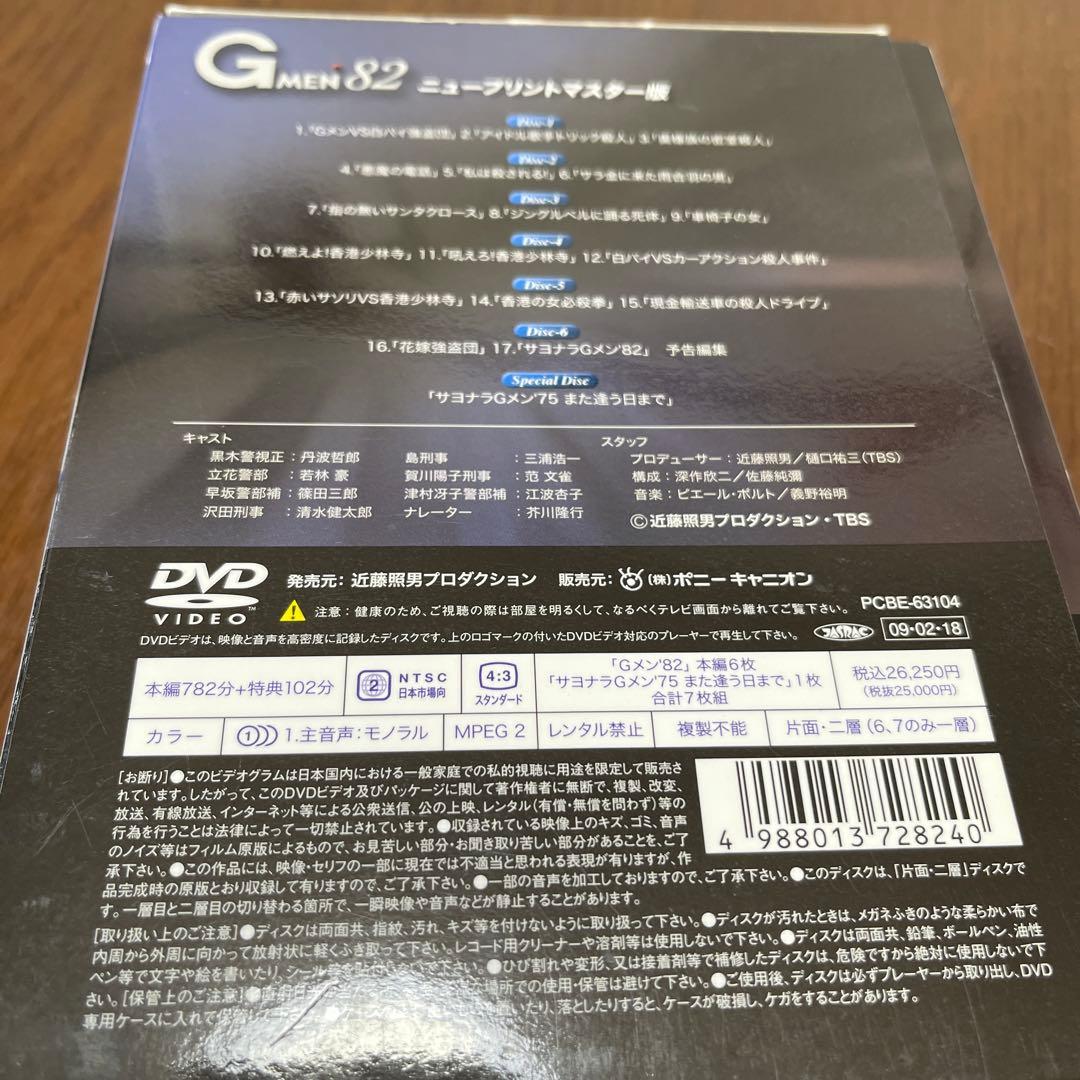 GMEN'82 ニュープリントマスター版
Disc-1
1.「GメンVS白バイ強盗団」 2.「アイドル歌手トリック殺人」 3.「暴種族の密室殺人」
Disc-2
4.「悪魔の電話」 5.「私は殺される!」 6.「サラ金に来た雨合羽の男」
Disc-3
7.「指の無いサンタクロース」 8.「ジングルベルに踊る死体」 9.「車椅子の女」
Disc-4
10.「燃えよ!香港少林寺」 11.「吼えろ!香港少林寺」 12.「白バイVSカーアクション殺人事件」
Disc-5
13.「赤いサソリVS香港少林寺」 14.「香港の女必殺拳」 15.「現金輸送車の殺人ドライブ」
Disc-6
16.「花嫁強盗団」 17.「サヨナラGメン'82」 予告編集
Special Disc
「サヨナラGメン'75 また逢う日まで」
キャスト
黒木警視正:丹波哲郎 島刑事:三浦浩一
立花警部:若林 豪 賀川陽子刑事:范 文雀
早坂警部補:篠田三郎 津村冴子警部補:江波杏子
沢田刑事:清水健太郎 ナレーター:芥川隆行
スタッフ
プロデューサー:近藤照男/樋口祐三(TBS)
構成:深作欣二/佐藤純彌
音楽:ピエール・ポルト/義野裕明
©近藤照男プロダクション・TBS
DVD VIDEO
発売元:近藤照男プロダクション 販売元:(株)ポニーキャニオン
注意:健康のため、ご視聴の際は部屋を明るくして、なるべくテレビ画面から離れてご覧下さい。 PCBE-63104
DVDビデオは、映像と音声を高密度に記録したディスクです。上のロゴマークの付いたDVDビデオ対応のプレーヤーで再生して下さい。 JASRAC 09・02・18
本編782分+特典102分 2 NTSC 日本市場向 4:3 スタンダード
「Gメン'82」本編6枚
「サヨナラGメン'75 また逢う日まで」1枚
合計7枚組
税込26,250円
(税抜25,000円)
カラー 1.主音声:モノラル MPEG 2 レンタル禁止 複製不能 片面・二層(6、7のみ一層)
[お断り]●このビデオグラムは日本国内における一般家庭での私的視聴に用途を限定して販売さ
れています。したがって、このDVDビデオ及びパッケージに関して著作権者に無断で、複製、改変、
放送、有線放送、インターネット等による公衆送信、公の上映、レンタル(有償・無償を問わず)等の
行為を行うことは法律によって一切禁止されています。●収録されている映像上のキズ、ゴミ、音声
のノイズ等はフィルム原版によるもので、お見苦しい部分・お聞き取り苦しい部分があることを、ご
了承下さい。●この作品には、映像・セリフの一部に現在では不適当と思われる表現が有りますが、作
品完成時の原版とおり収録して有りますので、ご了承下さい。●一部の音声を加工しておりますので、ご了承下さい。●このディスクは、「片面・二層」ディスクで
す。一層目と二層目の切り替わる箇所で、一瞬映像や音声などが静止することがあります。
[取り扱い上のご注意]●ディスクは両面共、指紋、汚れ、キズ等を付けないように取り扱って下さい。●ディスクが汚れたときは、メガネふきのような柔らかい布で
内周から外周に向かって放射状に軽くふき取って下さい。レコード用クリーナーや溶剤等は使用しないで下さい。●ディスクは両面共、鉛筆、ボールペン、油性
ペン等で文字や絵を書いたり、シール等を貼り ●ひび割れや変形、又は接着剤等で補修したディスクは、危険ですから絶対に使用しないで下
さい。[保管上のご注意]●直射日 な場所での使用・保管は避けて下さい。●ご使用後、ディスクは必ずプレーヤーから取り出し、DVD
専用ケースに入れて保管して 置いたり、落としたりすると、ケースが破損し、ケガをすることがあります。
4 988013 728240